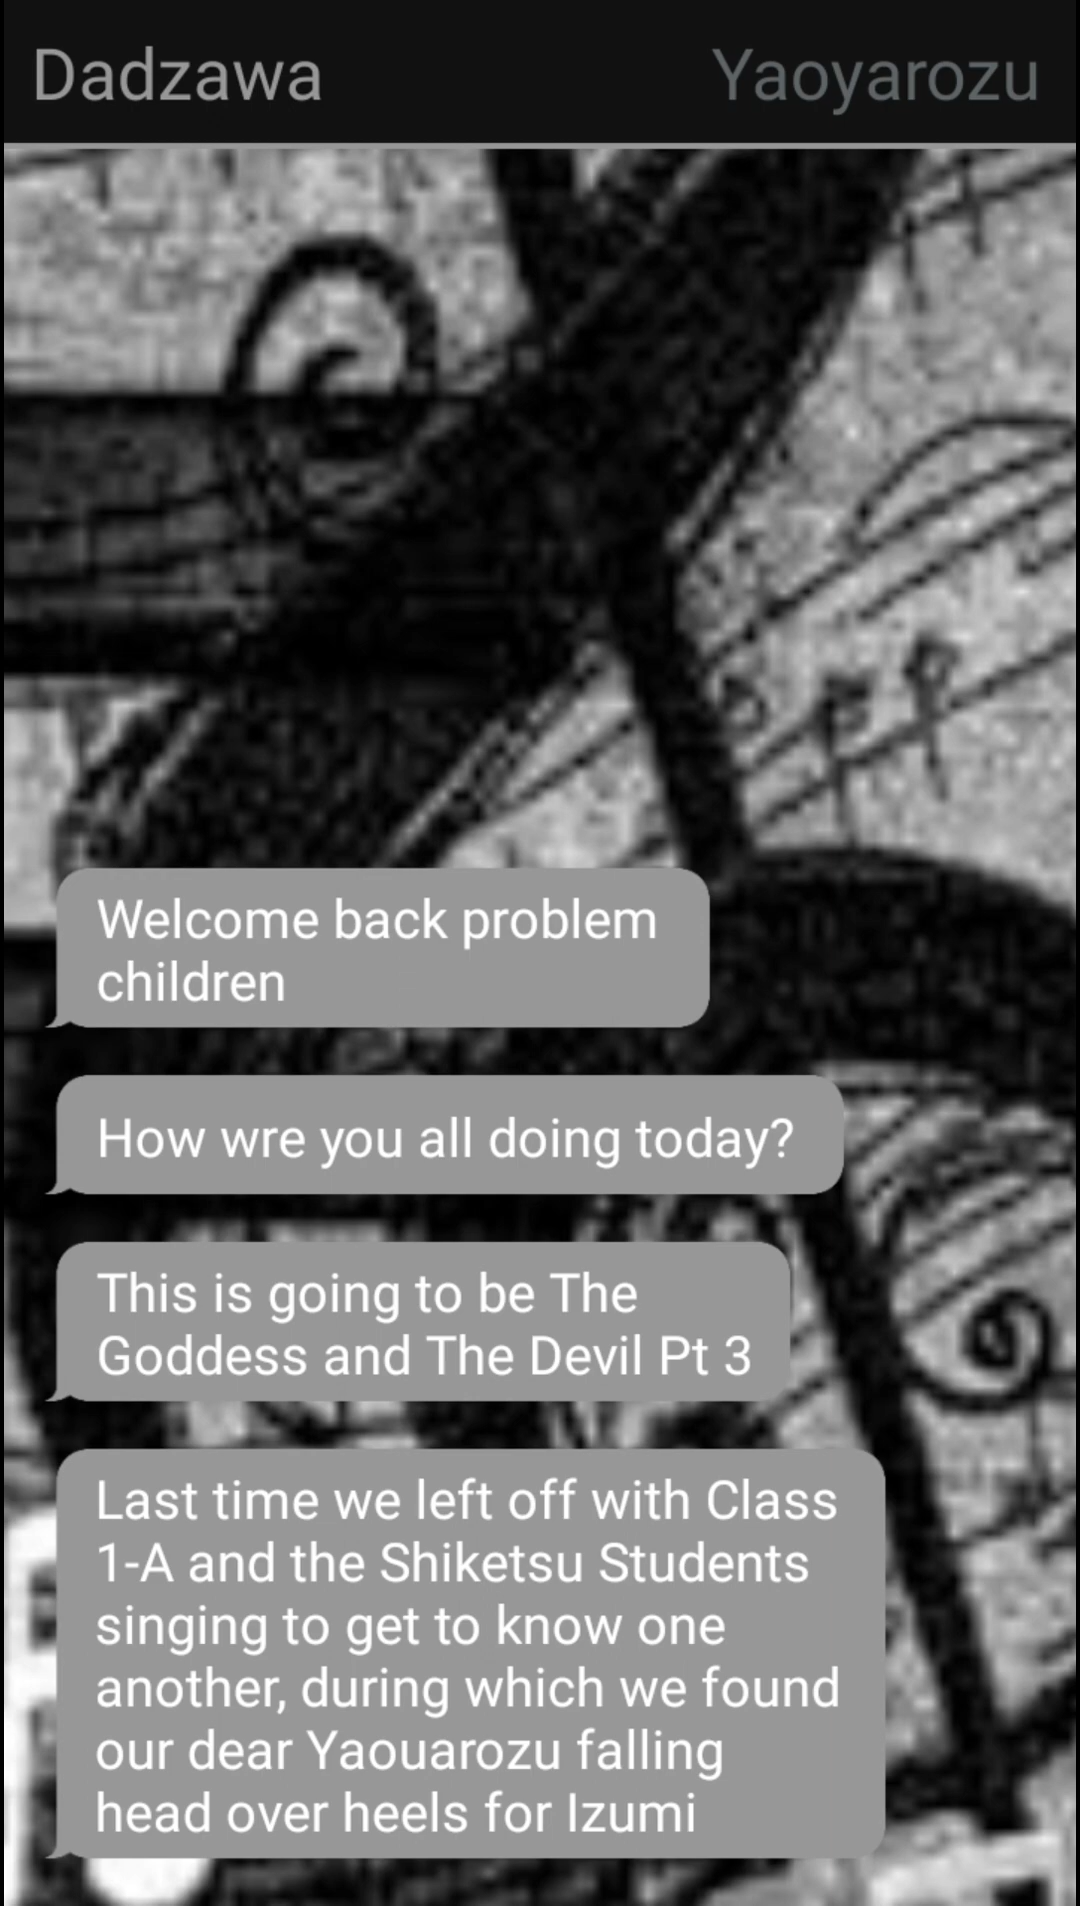 Dadzawa
Yaoyarozu
Welcome back problem
children
How wre you all doing today?
This is going to be The
Goddess and The Devil Pt 3
Last time we left off with Class
1-A and the Shiketsu Students
singing to get to know one
another, during which we found
our dear Yaouarozu falling
head over heels for Izumi